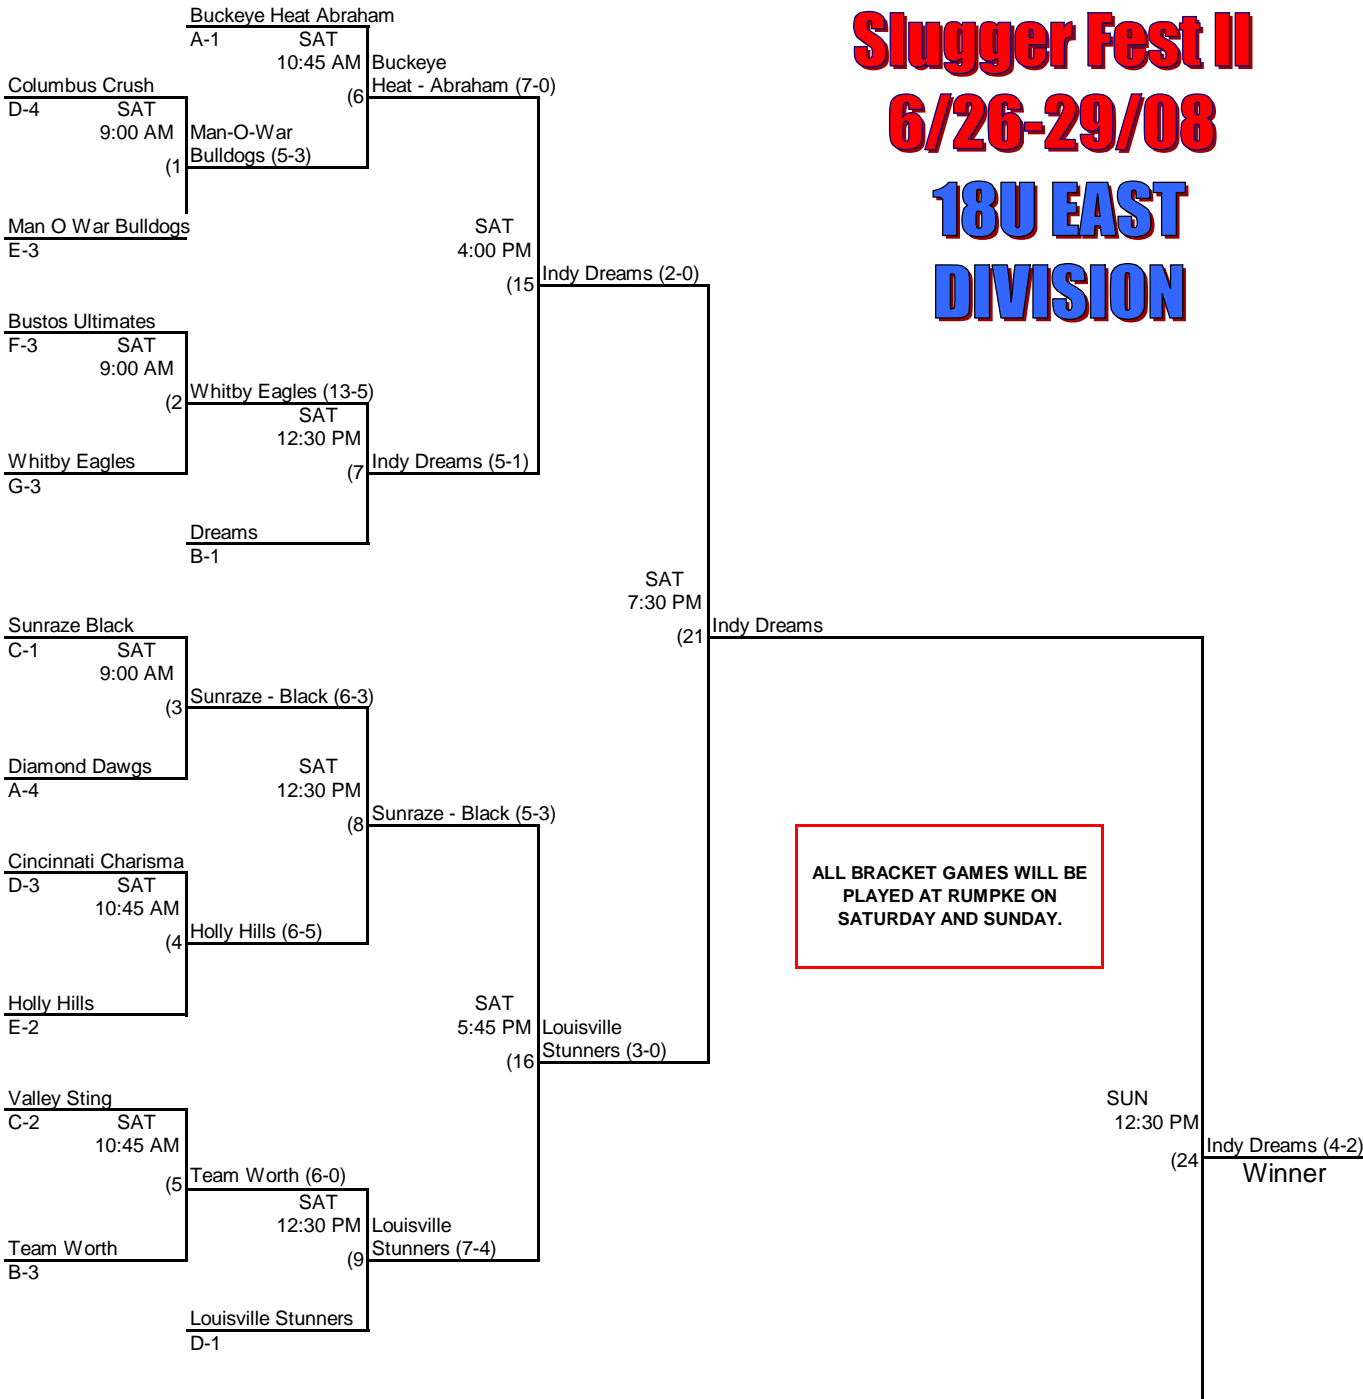 Slugger Fest II
6/26-29/08
18U EAST
DIVISION
Buckeye Heat Abraham
A-1 SAT
10:45 AM
(6
Buckeye
Heat - Abraham (7-0)
Columbus Crush
D-4 SAT
9:00 AM
(1
Man-O-War
Bulldogs (5-3)
Man O War Bulldogs
E-3
SAT
4:00 PM
(15
Indy Dreams (2-0)
Bustos Ultimates
F-3 SAT
9:00 AM
(2
Whitby Eagles (13-5)
SAT
12:30 PM
(7
Indy Dreams (5-1)
Whitby Eagles
G-3
Dreams
B-1
SAT
7:30 PM
(21
Indy Dreams
Sunraze Black
C-1 SAT
9:00 AM
(3
Sunraze - Black (6-3)
Diamond Dawgs
A-4
SAT
12:30 PM
(8
Sunraze - Black (5-3)
Cincinnati Charisma
D-3 SAT
10:45 AM
(4
Holly Hills (6-5)
Holly Hills
E-2
ALL BRACKET GAMES WILL BE
PLAYED AT RUMPKE ON
SATURDAY AND SUNDAY.
SAT
5:45 PM
(16
Louisville
Stunners (3-0)
Valley Sting
C-2 SAT
10:45 AM
(5
Team Worth (6-0)
SAT
12:30 PM
(9
Louisville
Stunners (7-4)
Team Worth
B-3
Louisville Stunners
D-1
SUN
12:30 PM
(24
Indy Dreams (4-2)
Winner